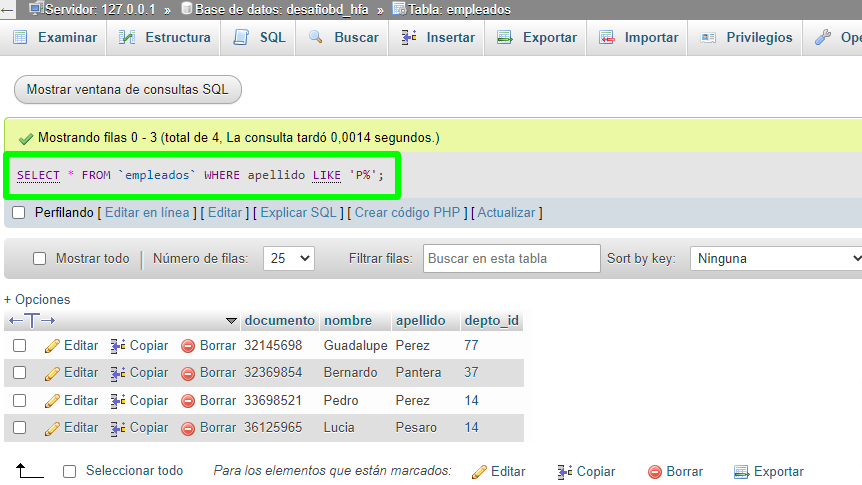 Servidor: 127.0.0.1 » Base de datos: desafiobd_hfa » Tabla: empleados
Examinar Estructura SQL Buscar Insertar Exportar Importar Privilegios Ope
Mostrar ventana de consultas SQL
Mostrando filas 0 - 3 (total de 4, La consulta tardó 0,0014 segundos.)
SELECT * FROM `empleados` WHERE apellido LIKE 'P%';
Perfilando [ Editar en línea ] [ Editar ] [ Explicar SQL ] [ Crear código PHP ] [ Actualizar ]
Mostrar todo Número de filas: 25 Filtrar filas: Buscar en esta tabla Sort by key: Ninguna
+ Opciones
←T→ documento nombre apellido depto_id
Editar Copiar Borrar 32145698 Guadalupe Perez 77
Editar Copiar Borrar 32369854 Bernardo Pantera 37
Editar Copiar Borrar 33698521 Pedro Perez 14
Editar Copiar Borrar 36125965 Lucia Pesaro 14
Seleccionar todo Para los elementos que están marcados: Editar Copiar Borrar Exportar